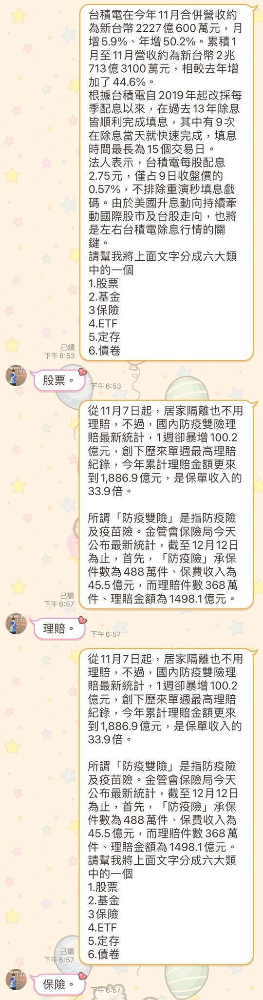 台積電在今年11月合併營收約
為新台幣2227億600萬元，月
增5.9%、年增50.2%。累積1
月至11月營收約為新台幣2兆
713億3100萬元，相較去年增
加了44.6%。
根據台積電自2019年起改採每
季配息以來，在過去13年除息
皆順利完成填息，其中有9次
在除息當天就快速完成，填息
時間最長為15個交易日。
法人表示，台積電每股配息
2.75元，僅占9日收盤價的
0.57%，不排除重演秒填息戲
碼。由於美國升息動向持續牽
動國際股市及台股走向，也將
是左右台積電除息行情的關
鍵。
請幫我將上面文字分成六大類
中的一個
1.股票
2.基金
3保險
4.ETF
5.定存
6.債卷
已讀
下午6:53
股票。
下午6:53
從11月7日起，居家隔離也不用
理賠，不過，國內防疫雙險理
賠最新統計，1週卻暴增100.2
億元，創下歷來單週最高理賠
紀錄，今年累計理賠金額更來
到1,886.9億元，是保單收入的
33.9倍。
所謂「防疫雙險」是指防疫險
及疫苗險。金管會保險局今天
公布最新統計，截至12月12日
為止，首先，「防疫險」承保
件數為488萬件、保費收入為
45.5億元，而理賠件數368萬
件、理賠金額為1498.1億元。
已讀
下午6:57
理賠。
下午6:57
從11月7日起，居家隔離也不用
理賠，不過，國內防疫雙險理
賠最新統計，1週卻暴增100.2
億元，創下歷來單週最高理賠
紀錄，今年累計理賠金額更來
到1,886.9億元，是保單收入的
33.9倍。
所謂「防疫雙險」是指防疫險
及疫苗險。金管會保險局今天
公布最新統計，截至12月12日
為止，首先，「防疫險」承保
件數為488萬件、保費收入為
45.5億元，而理賠件數368萬
件、理賠金額為1498.1億元。
請幫我將上面文字分成六大類
中的一個
1.股票
2.基金
3保險
4.ETF
5.定存
6.債卷
已讀
下午6:57
保險。
下午6:57